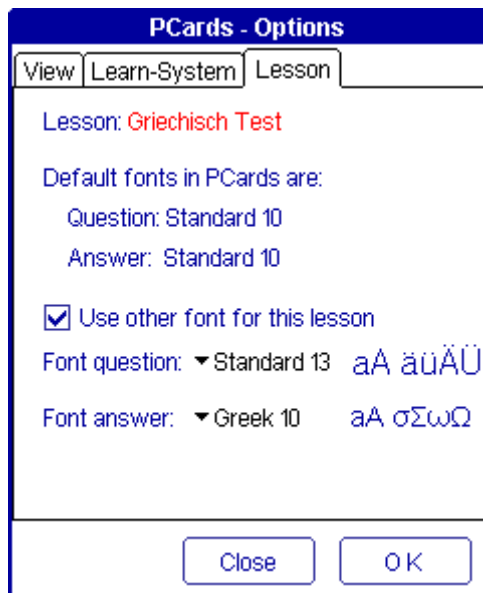 PCards - Options
View Learn-System Lesson
Lesson: Griechisch Test
Default fonts in PCards are:
Question: Standard 10
Answer: Standard 10
Use other font for this lesson
Font question: Standard 13 aA äüÄÜ
Font answer: Greek 10 aA σΣωΩ
Close OK